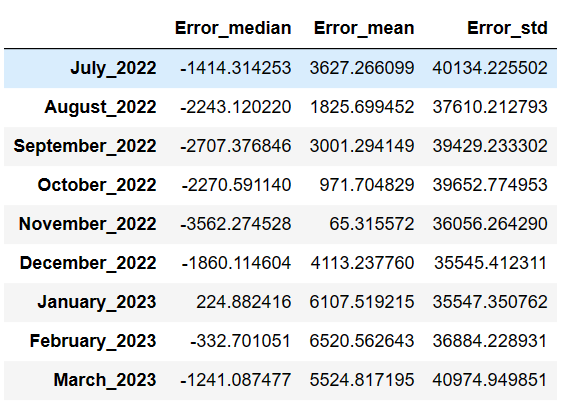 Error_median Error_mean Error_std
July_2022 -1414.314253 3627.266099 40134.225502
August_2022 -2243.120220 1825.699452 37610.212793
September_2022 -2707.376846 3001.294149 39429.233302
October_2022 -2270.591140 971.704829 39652.774953
November_2022 -3562.274528 65.315572 36056.264290
December_2022 -1860.114604 4113.237760 35545.412311
January_2023 224.882416 6107.519215 35547.350762
February_2023 -332.701051 6520.562643 36884.228931
March_2023 -1241.087477 5524.817195 40974.949851